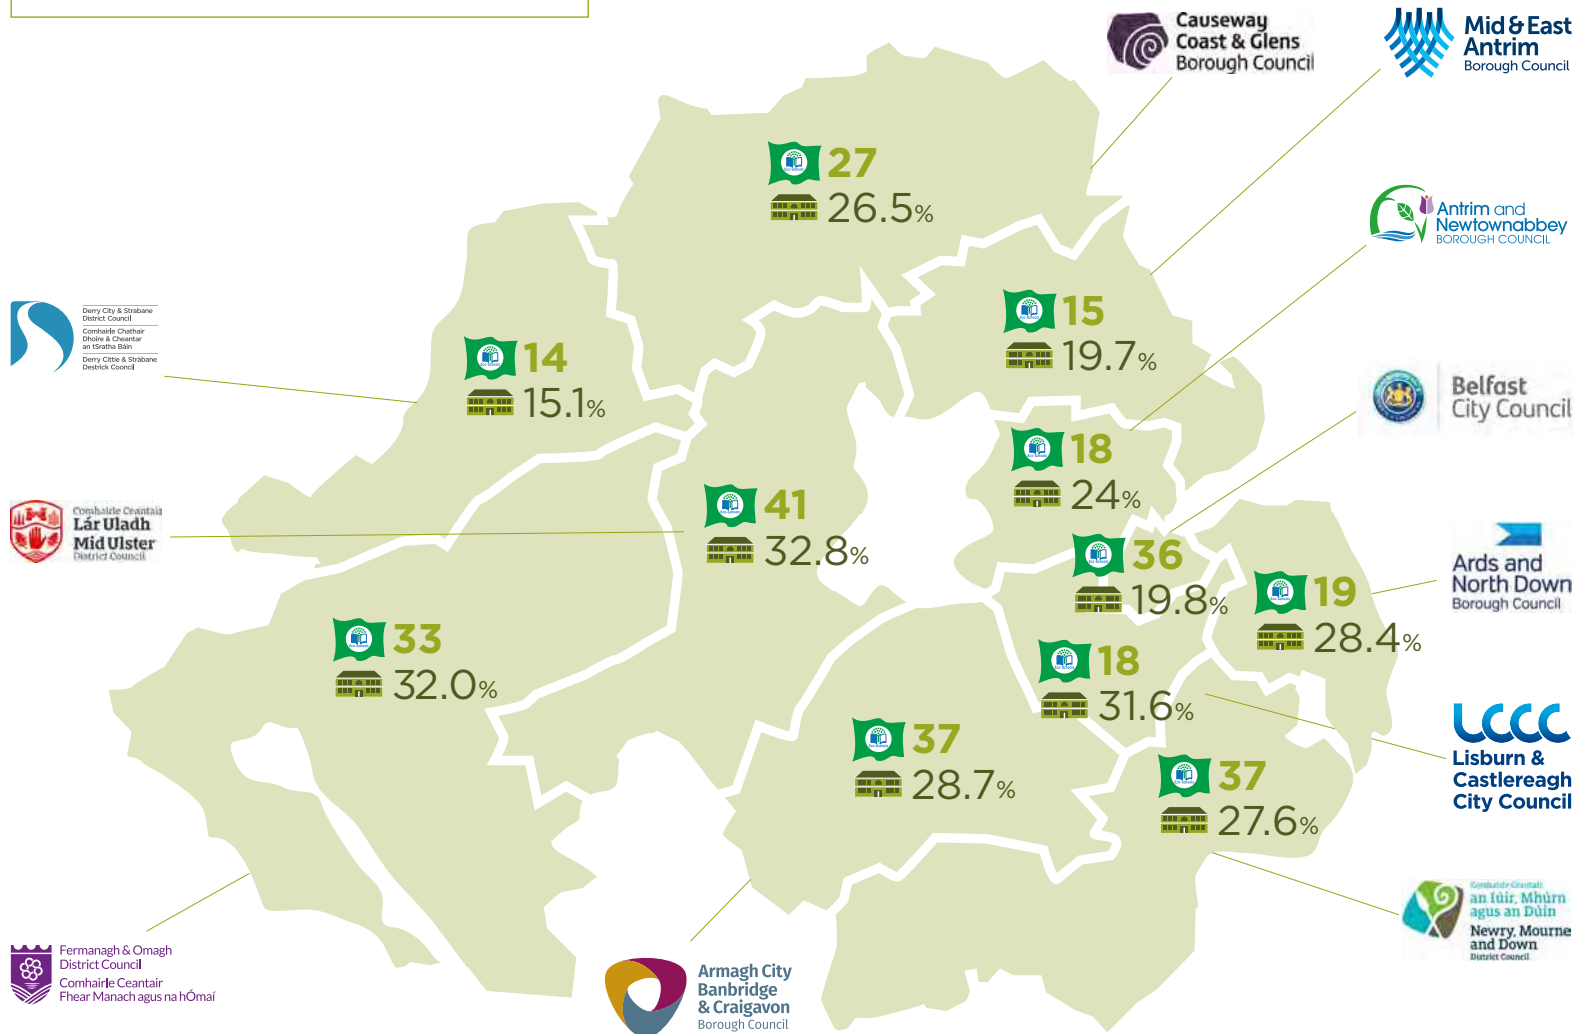 Causeway
Coast & Glens
Borough Council
Mid & East
Antrim
Borough Council
27
26.5%
Antrim and
Newtownabbey
BOROUGH COUNCIL
Derry City & Strabane
District Council
Comhairle Chathair
Dhoire & Cheantar
an tSratha Báin
Derry Cittie & Stràbane
Destrick Cooncil
15
19.7%
14
15.1%
Belfast
City Council
18
24%
Comhairle Ceantair
Lár Uladh
Mid Ulster
District Council
41
32.8%
36
19.8%
Ards and
North Down
Borough Council
19
28.4%
33
32.0%
18
31.6%
LCCC
Lisburn &
Castlereagh
City Council
37
28.7%
37
27.6%
Comhairle Ceantair
an Iúir, Mhúrn
agus an Dúin
Newry, Mourne
and Down
District Council
Fermanagh & Omagh
District Council
Comhairle Ceantair
Fhear Manach agus na hÓmaí
Armagh City
Banbridge
& Craigavon
Borough Council